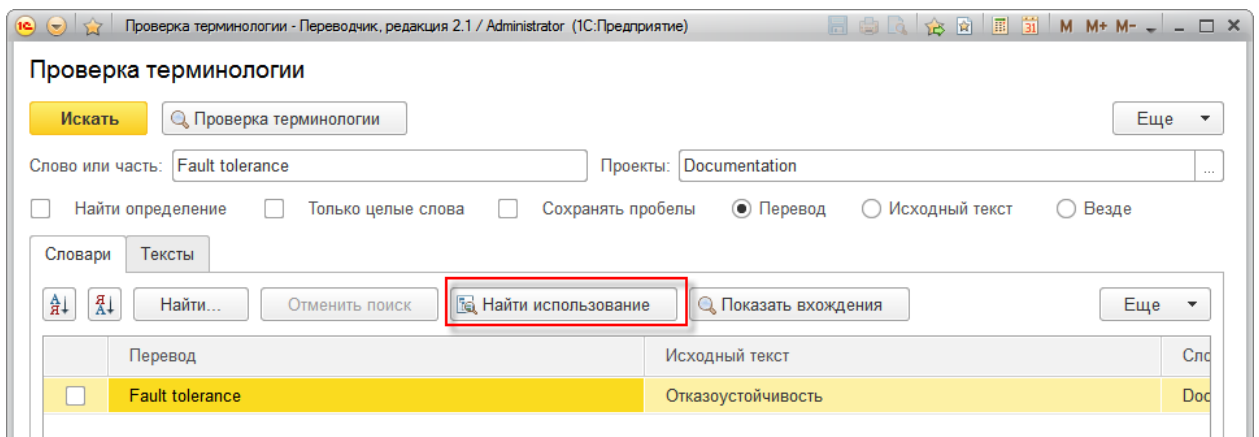 Проверка терминологии - Переводчик, редакция 2.1 / Administrator (1С:Предприятие) M M+ M-
Проверка терминологии
Искать Проверка терминологии Еще
Слово или часть: Fault tolerance Проекты: Documentation ...
Найти определение Только целые слова Сохранять пробелы Перевод Исходный текст Везде
Словари Тексты
Найти... Отменить поиск Найти использование Показать вхождения Еще
Перевод Исходный текст Сло
Fault tolerance Отказоустойчивость Doc